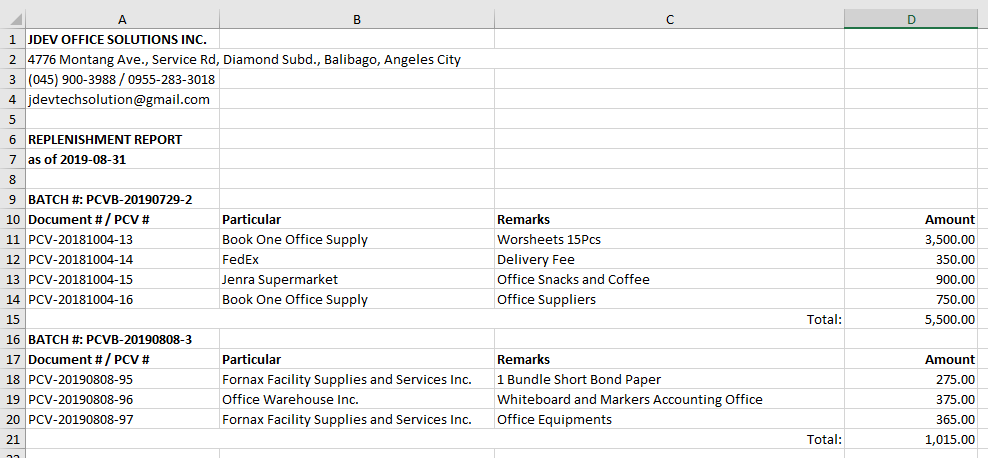 A B C D
1 JDEV OFFICE SOLUTIONS INC.
2 4776 Montang Ave., Service Rd, Diamond Subd., Balibago, Angeles City
3 (045) 900-3988 / 0955-283-3018
4 jdevtechsolution@gmail.com
5
6 REPLENISHMENT REPORT
7 as of 2019-08-31
8
9 BATCH #: PCVB-20190729-2
10 Document # / PCV # Particular Remarks Amount
11 PCV-20181004-13 Book One Office Supply Worsheets 15Pcs 3,500.00
12 PCV-20181004-14 FedEx Delivery Fee 350.00
13 PCV-20181004-15 Jenra Supermarket Office Snacks and Coffee 900.00
14 PCV-20181004-16 Book One Office Supply Office Suppliers 750.00
15 Total: 5,500.00
16 BATCH #: PCVB-20190808-3
17 Document # / PCV # Particular Remarks Amount
18 PCV-20190808-95 Fornax Facility Supplies and Services Inc. 1 Bundle Short Bond Paper 275.00
19 PCV-20190808-96 Office Warehouse Inc. Whiteboard and Markers Accounting Office 375.00
20 PCV-20190808-97 Fornax Facility Supplies and Services Inc. Office Equipments 365.00
21 Total: 1,015.00